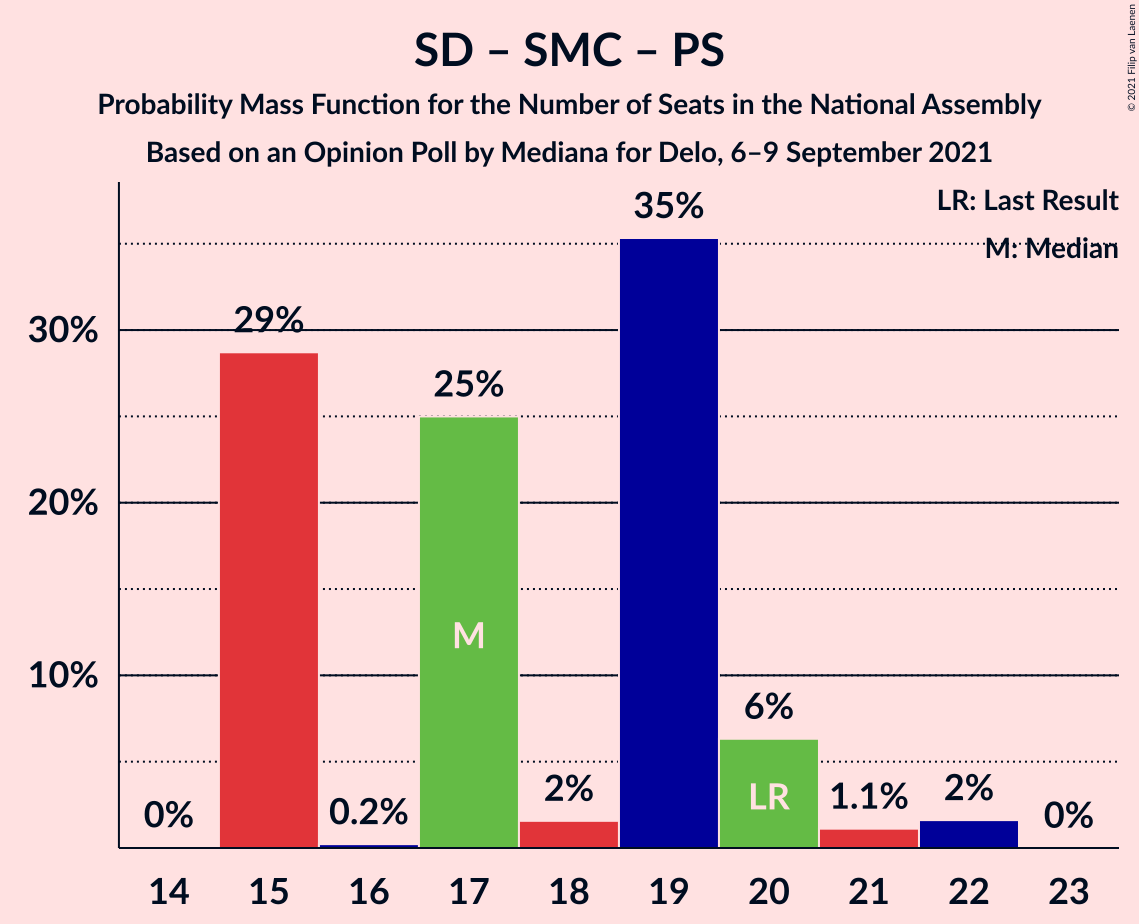 SD – SMC – PS
Probability Mass Function for the Number of Seats in the National Assembly
Based on an Opinion Poll by Mediana for Delo, 6–9 September 2021
© 2021 Filip van Laenen
LR: Last Result
M: Median
30%
20%
10%
0%
29%
0.2%
25%
2%
35%
6%
1.1%
2%
0%
M
LR
14 15 16 17 18 19 20 21 22 23